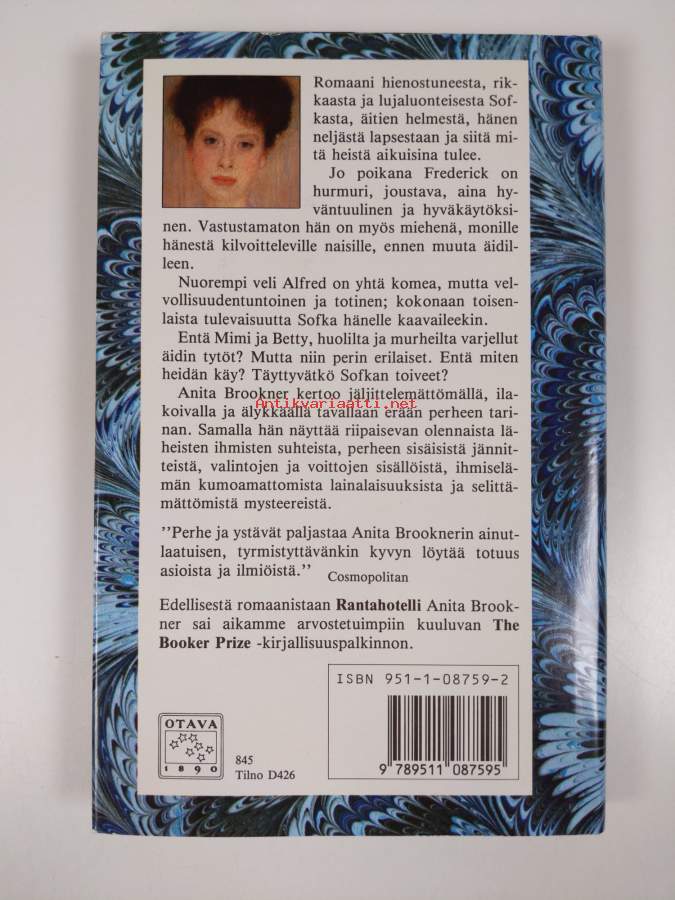 Romaani hienostuneesta, rik-
kaasta ja lujaluonteisesta Sof-
kasta, äitien helmestä, hänen
neljästä lapsestaan ja siitä mi-
tä heistä aikuisina tulee.
Jo poikana Frederick on
hurmuri, joustava, aina hy-
väntuulinen ja hyväkäytöksi-
nen. Vastustamaton hän on myös miehenä, monille
hänestä kilvoitteleville naisille, ennen muuta äidil-
leen.
Nuorempi veli Alfred on yhtä komea, mutta vel-
vollisuudentuntoinen ja totinen; kokonaan toisen-
laista tulevaisuutta Sofka hänelle kaavaileekin.
Entä Mimi ja Betty, huolilta ja murheilta varjellut
äidin tytöt? Mutta niin perin erilaiset. Entä miten
heidän käy? Täyttyvätkö Sofkan toiveet?
Anita Brookner kertoo jäljittelemättömällä, ila-
koivalla ja älykkäällä tavallaan erään perheen tari-
Antikvariaatti.net
nan. Samalla hän näyttää riipaisevan olennaista lä-
heisten ihmisten suhteista, perheen sisäisistä jännit-
teistä, valintojen ja voittojen sisällöistä, ihmiselä-
män kumoamattomista lainalaisuuksista ja selittä-
mättömistä mysteereistä.
''Perhe ja ystävät paljastaa Anita Brooknerin ainut-
laatuisen, tyrmistyttävänkin kyvyn löytää totuus
asioista ja ilmiöistä.'' Cosmopolitan
Edellisestä romaanistaan Rantahotelli Anita Brook-
ner sai aikamme arvostetuimpiin kuuluvan The
Booker Prize -kirjallisuuspalkinnon.
ISBN 951-1-08759-2
OTAVA
1890
845
Tilno D426
9 789511 087595